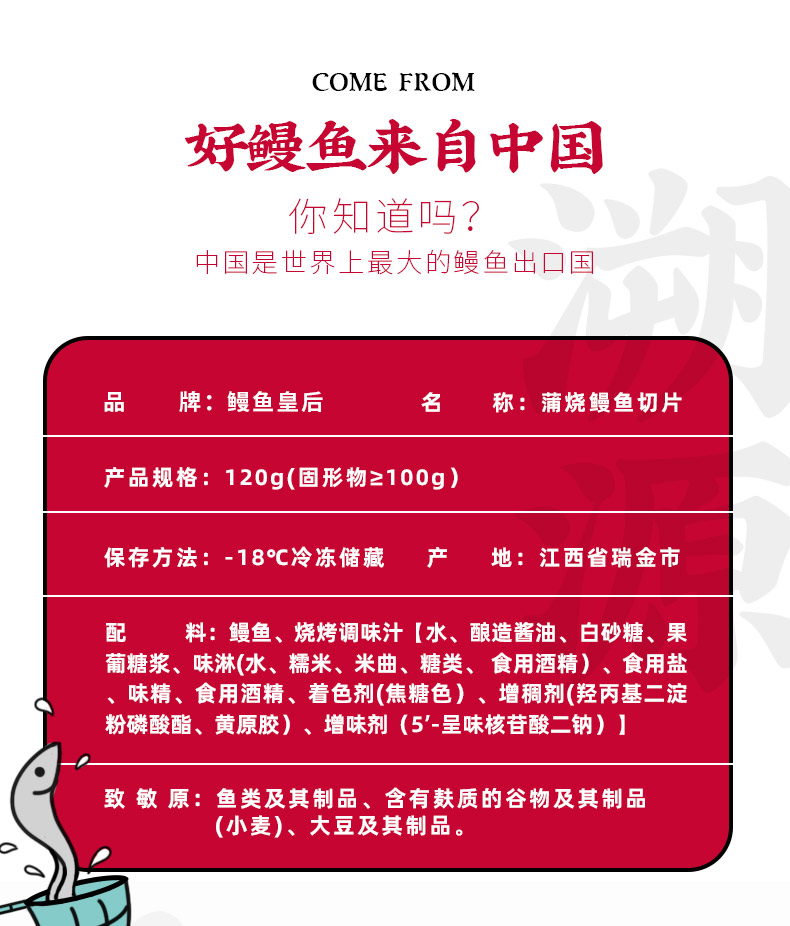 COME FROM
好鳗鱼来自中国
你知道吗?
中国是世界上最大的鳗鱼出口国
溯源
品 牌：鳗鱼皇后 名 称：蒲烧鳗鱼切片
产品规格：120g(固形物≥100g）
保存方法：-18℃冷冻储藏 产 地：江西省瑞金市
配 料：鳗鱼、烧烤调味汁【水、酿造酱油、白砂糖、果
葡糖浆、味淋(水、糯米、米曲、糖类、食用酒精）、食用盐
、味精、食用酒精、着色剂(焦糖色）、增稠剂(羟丙基二淀
粉磷酸酯、黄原胶）、增味剂（5′-呈味核苷酸二钠）】
致 敏 原：鱼类及其制品、含有麸质的谷物及其制品
(小麦)、大豆及其制品。